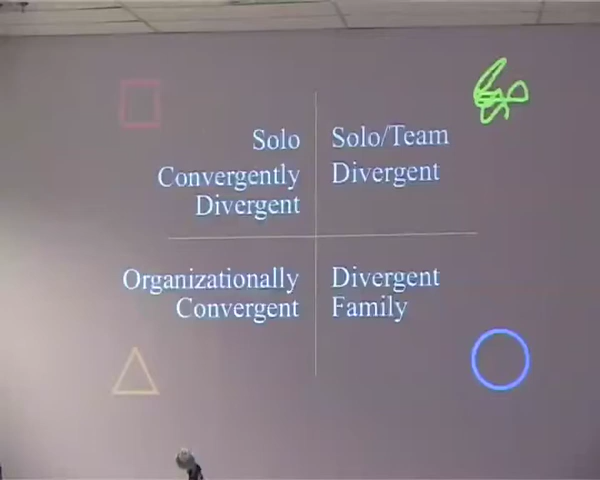 Solo
Convergently
Divergent
Solo/Team
Divergent
Organizationally
Convergent
Divergent
Family